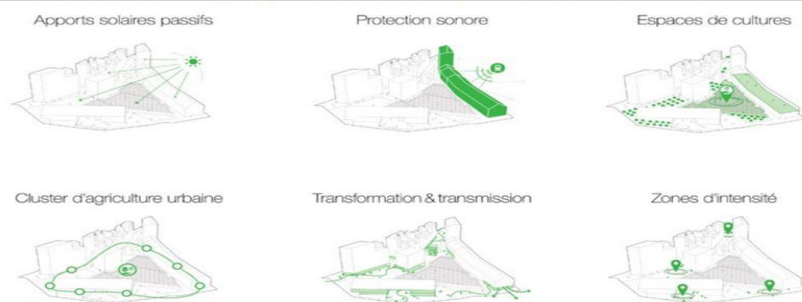 Apports solaires passifs
Protection sonore
Espaces de cultures
Cluster d'agriculture urbaine
Transformation & transmission
Zones d'intensité